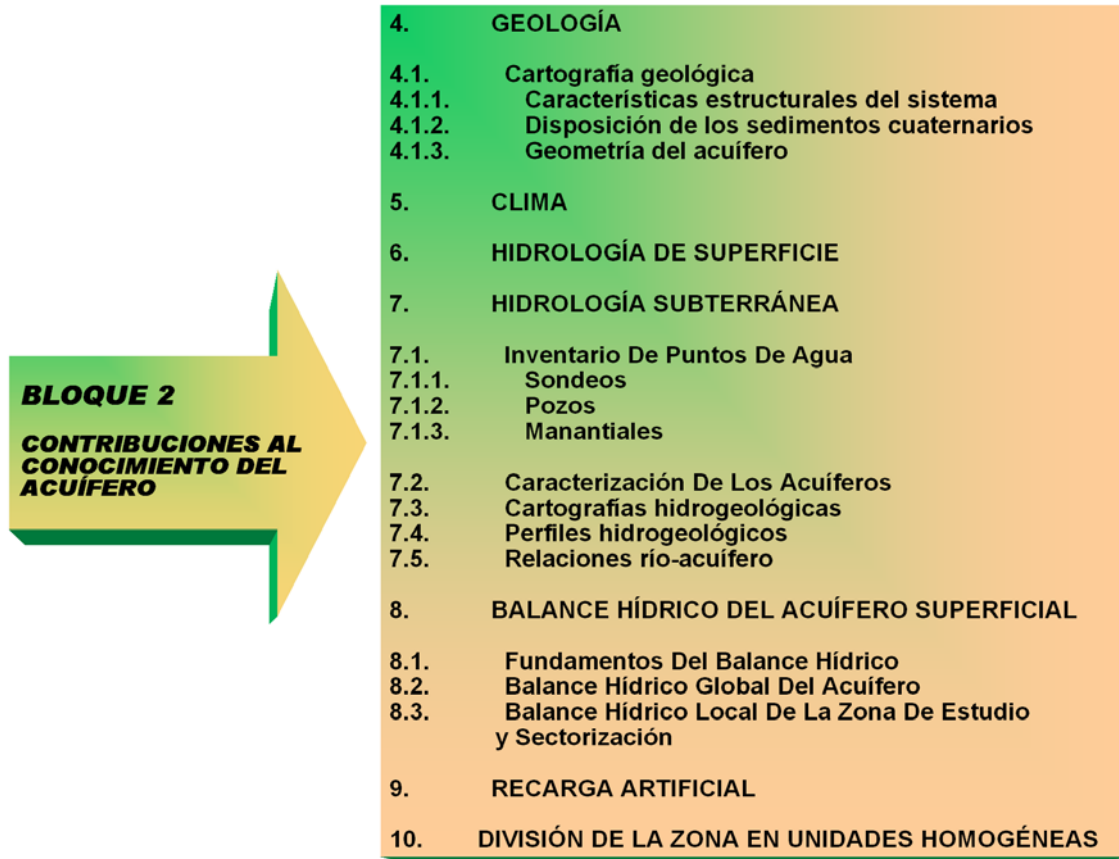 BLOQUE 2
CONTRIBUCIONES AL
CONOCIMIENTO DEL
ACUÍFERO
4. GEOLOGÍA
4.1. Cartografía geológica
4.1.1. Características estructurales del sistema
4.1.2. Disposición de los sedimentos cuaternarios
4.1.3. Geometría del acuífero
5. CLIMA
6. HIDROLOGÍA DE SUPERFICIE
7. HIDROLOGÍA SUBTERRÁNEA
7.1. Inventario De Puntos De Agua
7.1.1. Sondeos
7.1.2. Pozos
7.1.3. Manantiales
7.2. Caracterización De Los Acuíferos
7.3. Cartografías hidrogeológicas
7.4. Perfiles hidrogeológicos
7.5. Relaciones río-acuífero
8. BALANCE HÍDRICO DEL ACUÍFERO SUPERFICIAL
8.1. Fundamentos Del Balance Hídrico
8.2. Balance Hídrico Global Del Acuífero
8.3. Balance Hídrico Local De La Zona De Estudio
y Sectorización
9. RECARGA ARTIFICIAL
10. DIVISIÓN DE LA ZONA EN UNIDADES HOMOGÉNEAS